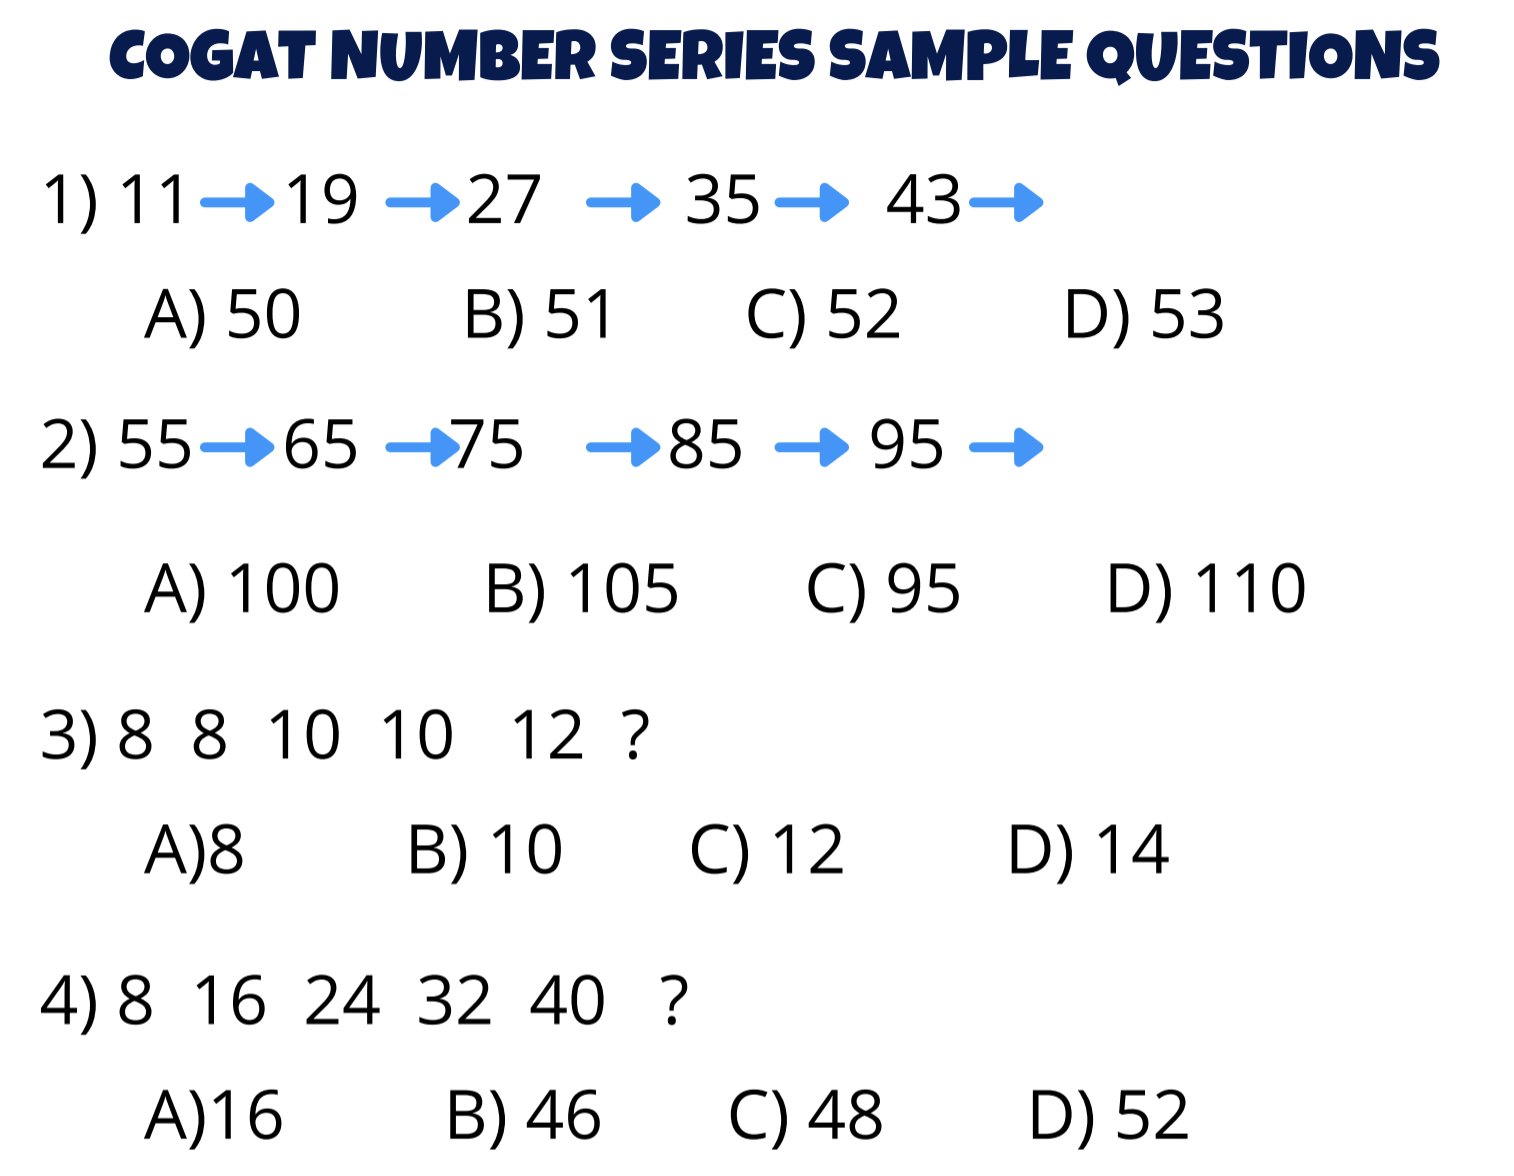 COGAT NUMBER SERIES SAMPLE QUESTIONS
1) 11 → 19 → 27 → 35 → 43 →
A) 50 B) 51 C) 52 D) 53
2) 55 → 65 → 75 → 85 → 95 →
A) 100 B) 105 C) 95 D) 110
3) 8 8 10 10 12 ?
A)8 B) 10 C) 12 D) 14
4) 8 16 24 32 40 ?
A)16 B) 46 C) 48 D) 52